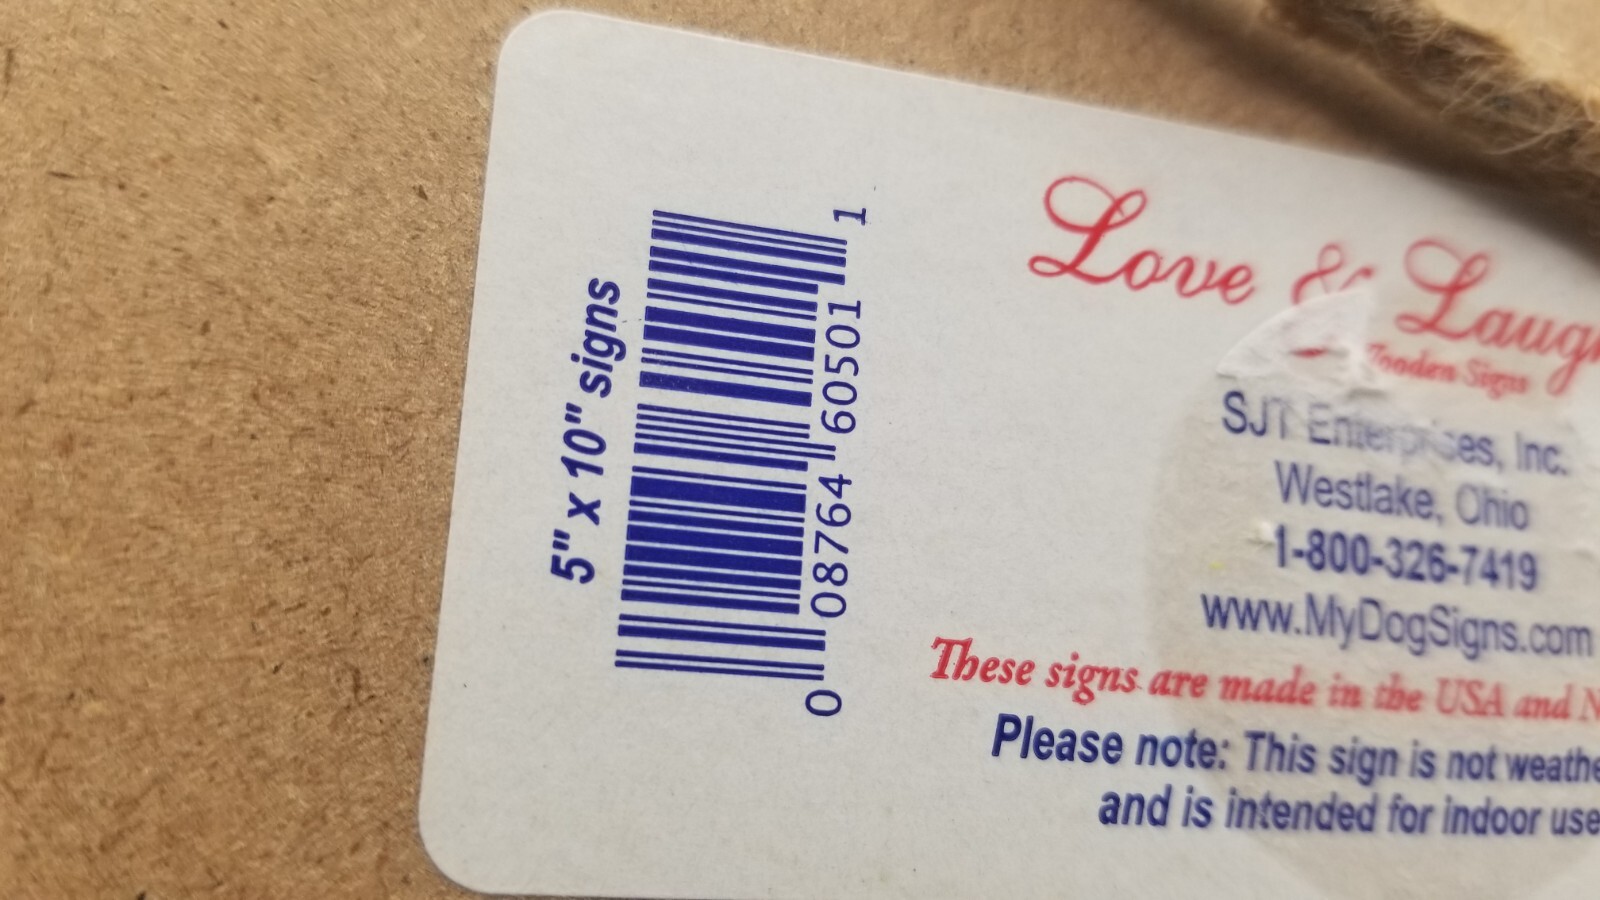 5" x 10" signs
0 08764 60501 1
Love & Laugh
Wooden Signs
SJT Enterprises, Inc.
Westlake, Ohio
1-800-326-7419
www.MyDogSigns.com
These signs are made in the USA and N
Please note: This sign is not weathe
and is intended for indoor use